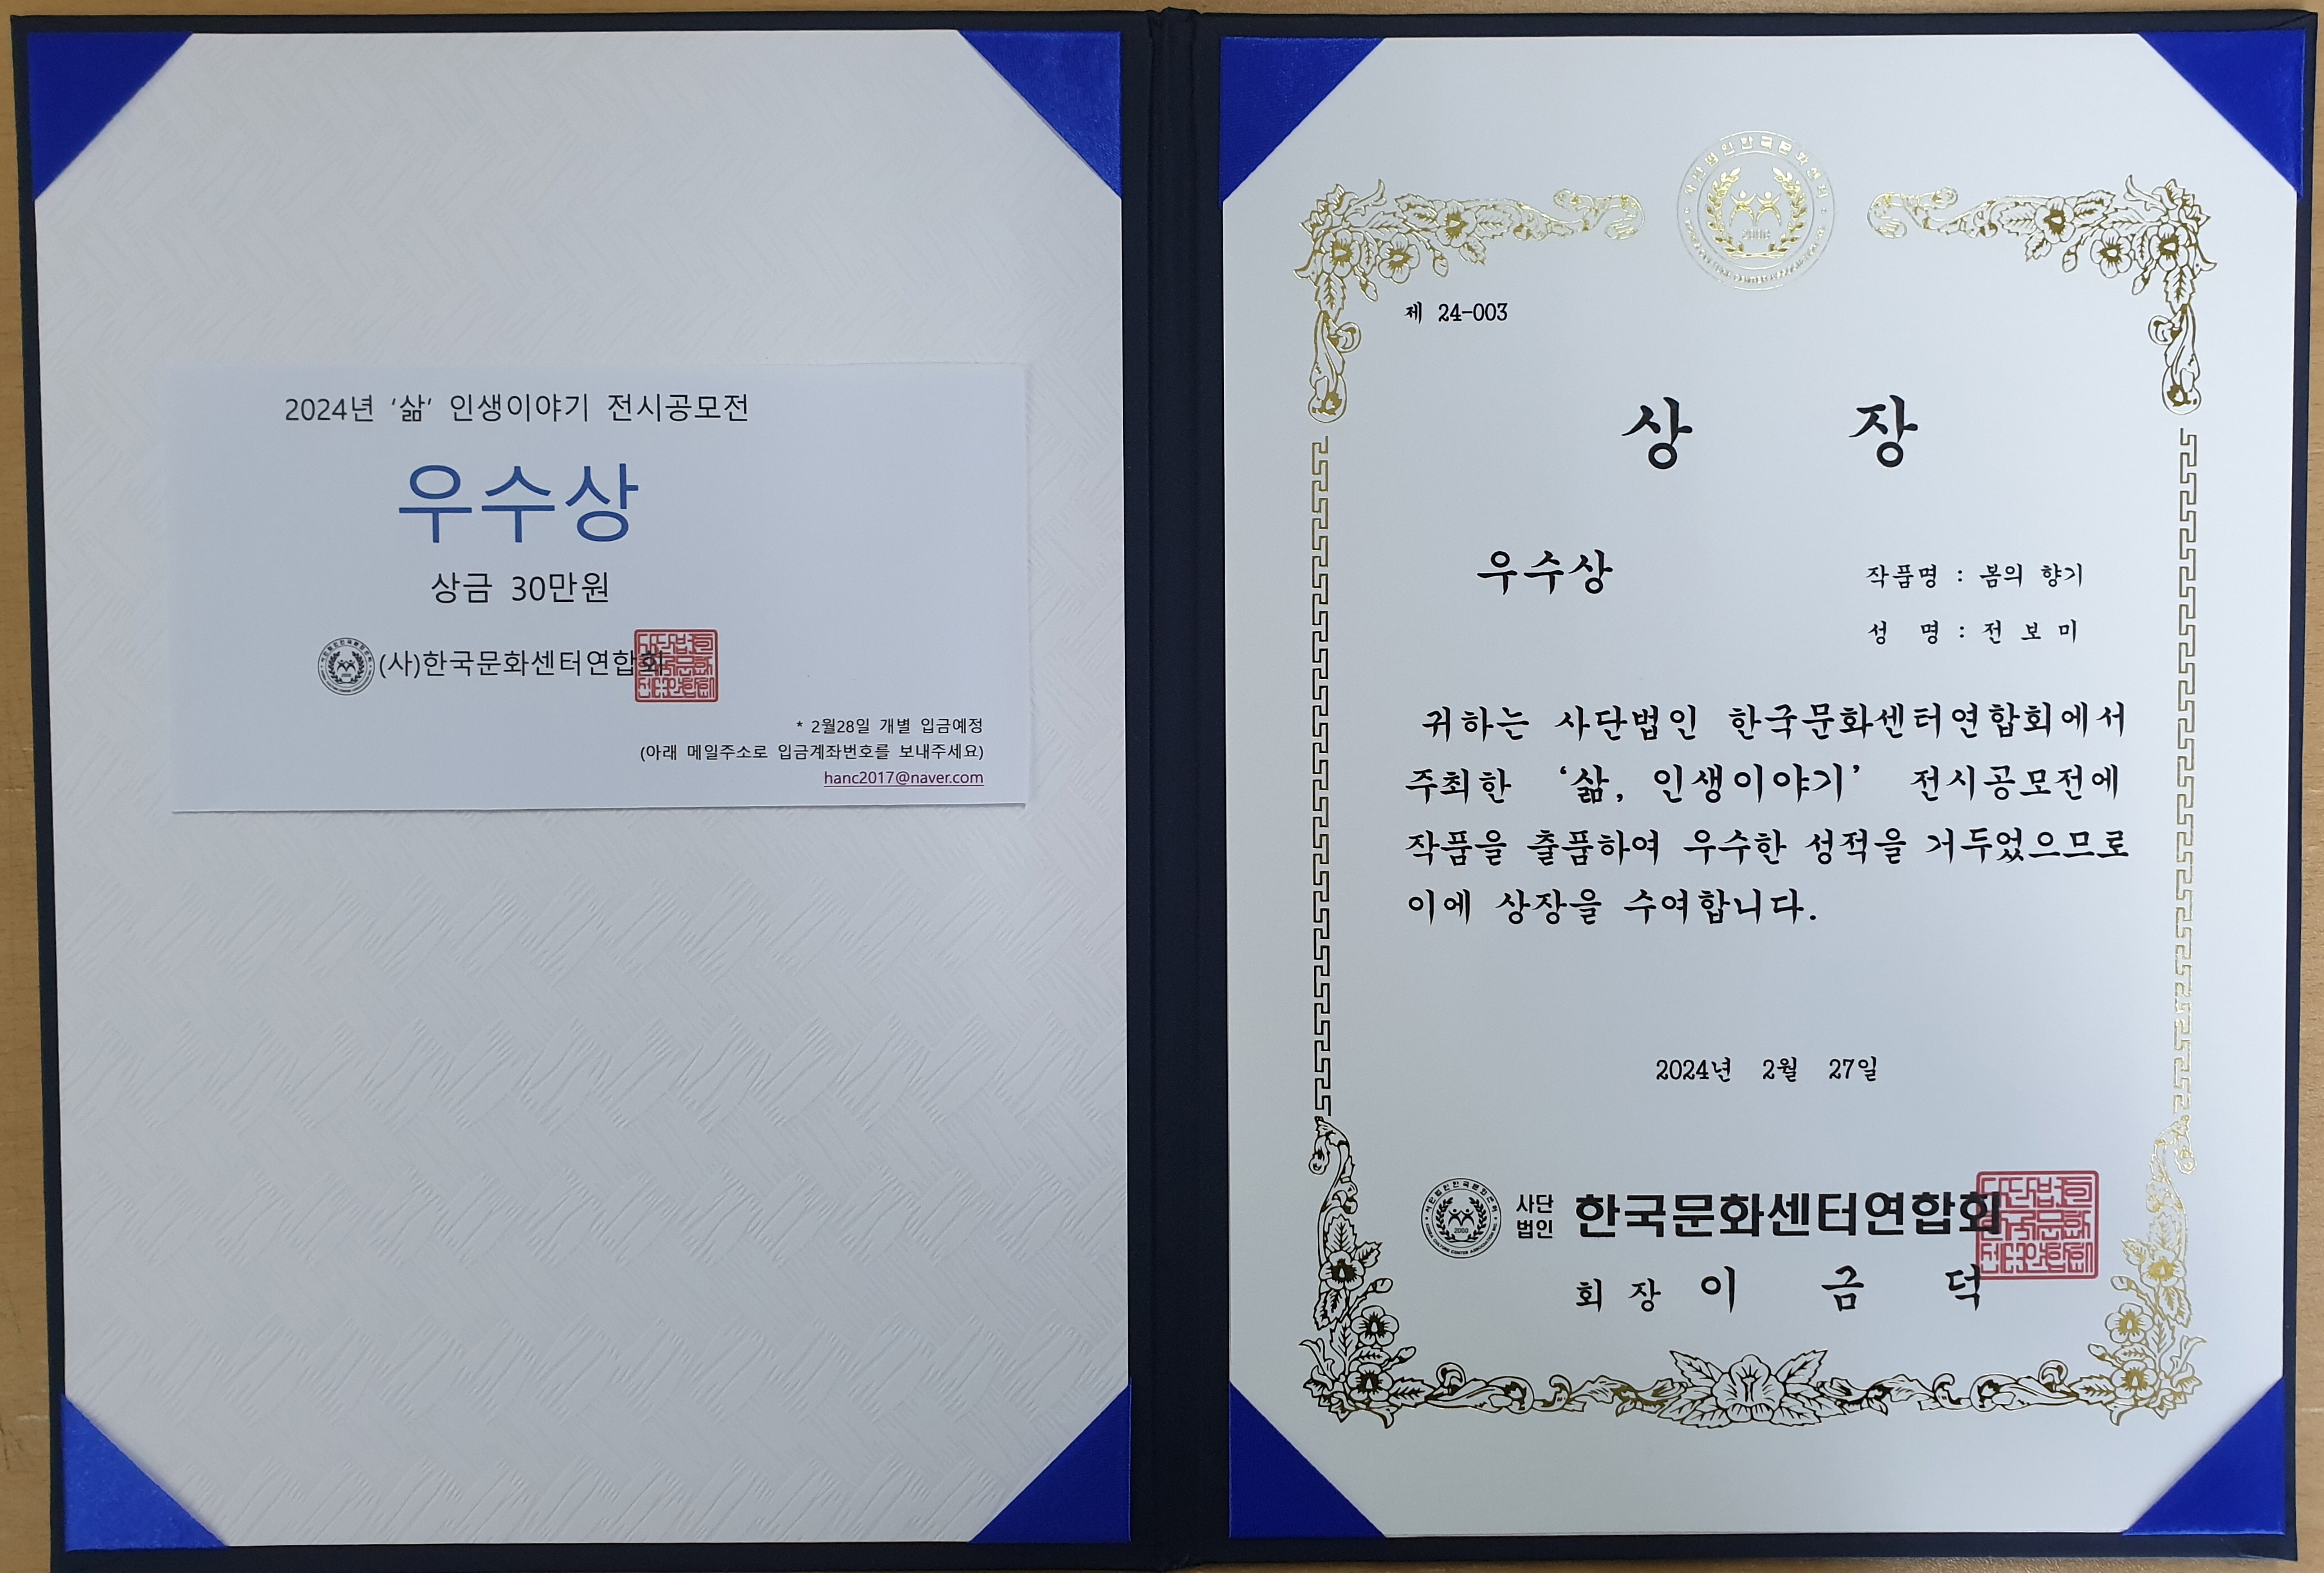 2024년 ‘삶’ 인생이야기 전시공모전
우수상
상금 30만원
(사)한국문화센터연합회
* 2월28일 개별 입금예정
(아래 메일주소로 입금계좌번호를 보내주세요)
hanc2017@naver.com
제 24-003
상 장
우수상
작품명 : 봄의 향기
성 명 : 전 보 미
귀하는 사단법인 한국문화센터연합회에서
주최한 ‘삶, 인생이야기’ 전시공모전에
작품을 출품하여 우수한 성적을 거두었으므로
이에 상장을 수여합니다.
2024년 2월 27일
사단
법인 한국문화센터연합회
회 장 이 금 덕